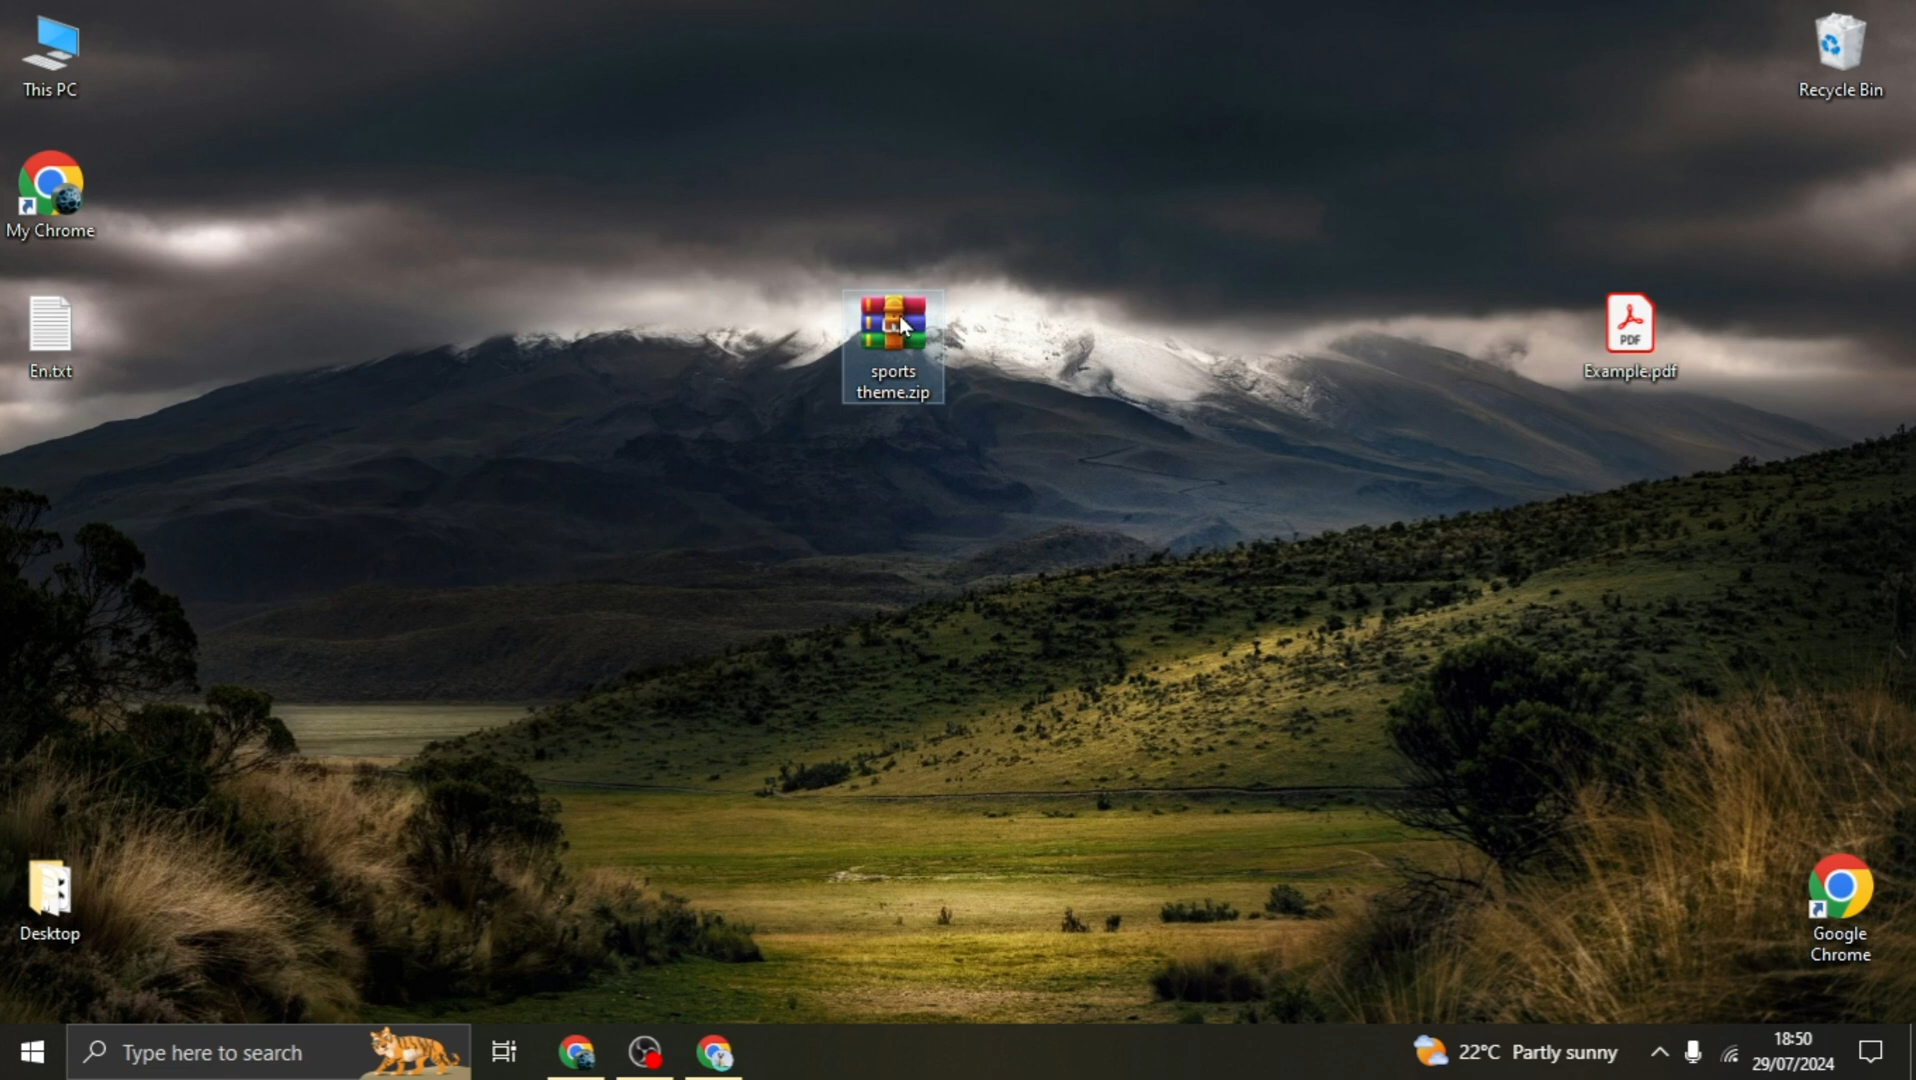 This PC
Recycle Bin
My Chrome
En.txt
sports
theme.zip
PDF
Example.pdf
Desktop
Google
Chrome
Type here to search
22°C Partly sunny
18:50
29/07/2024